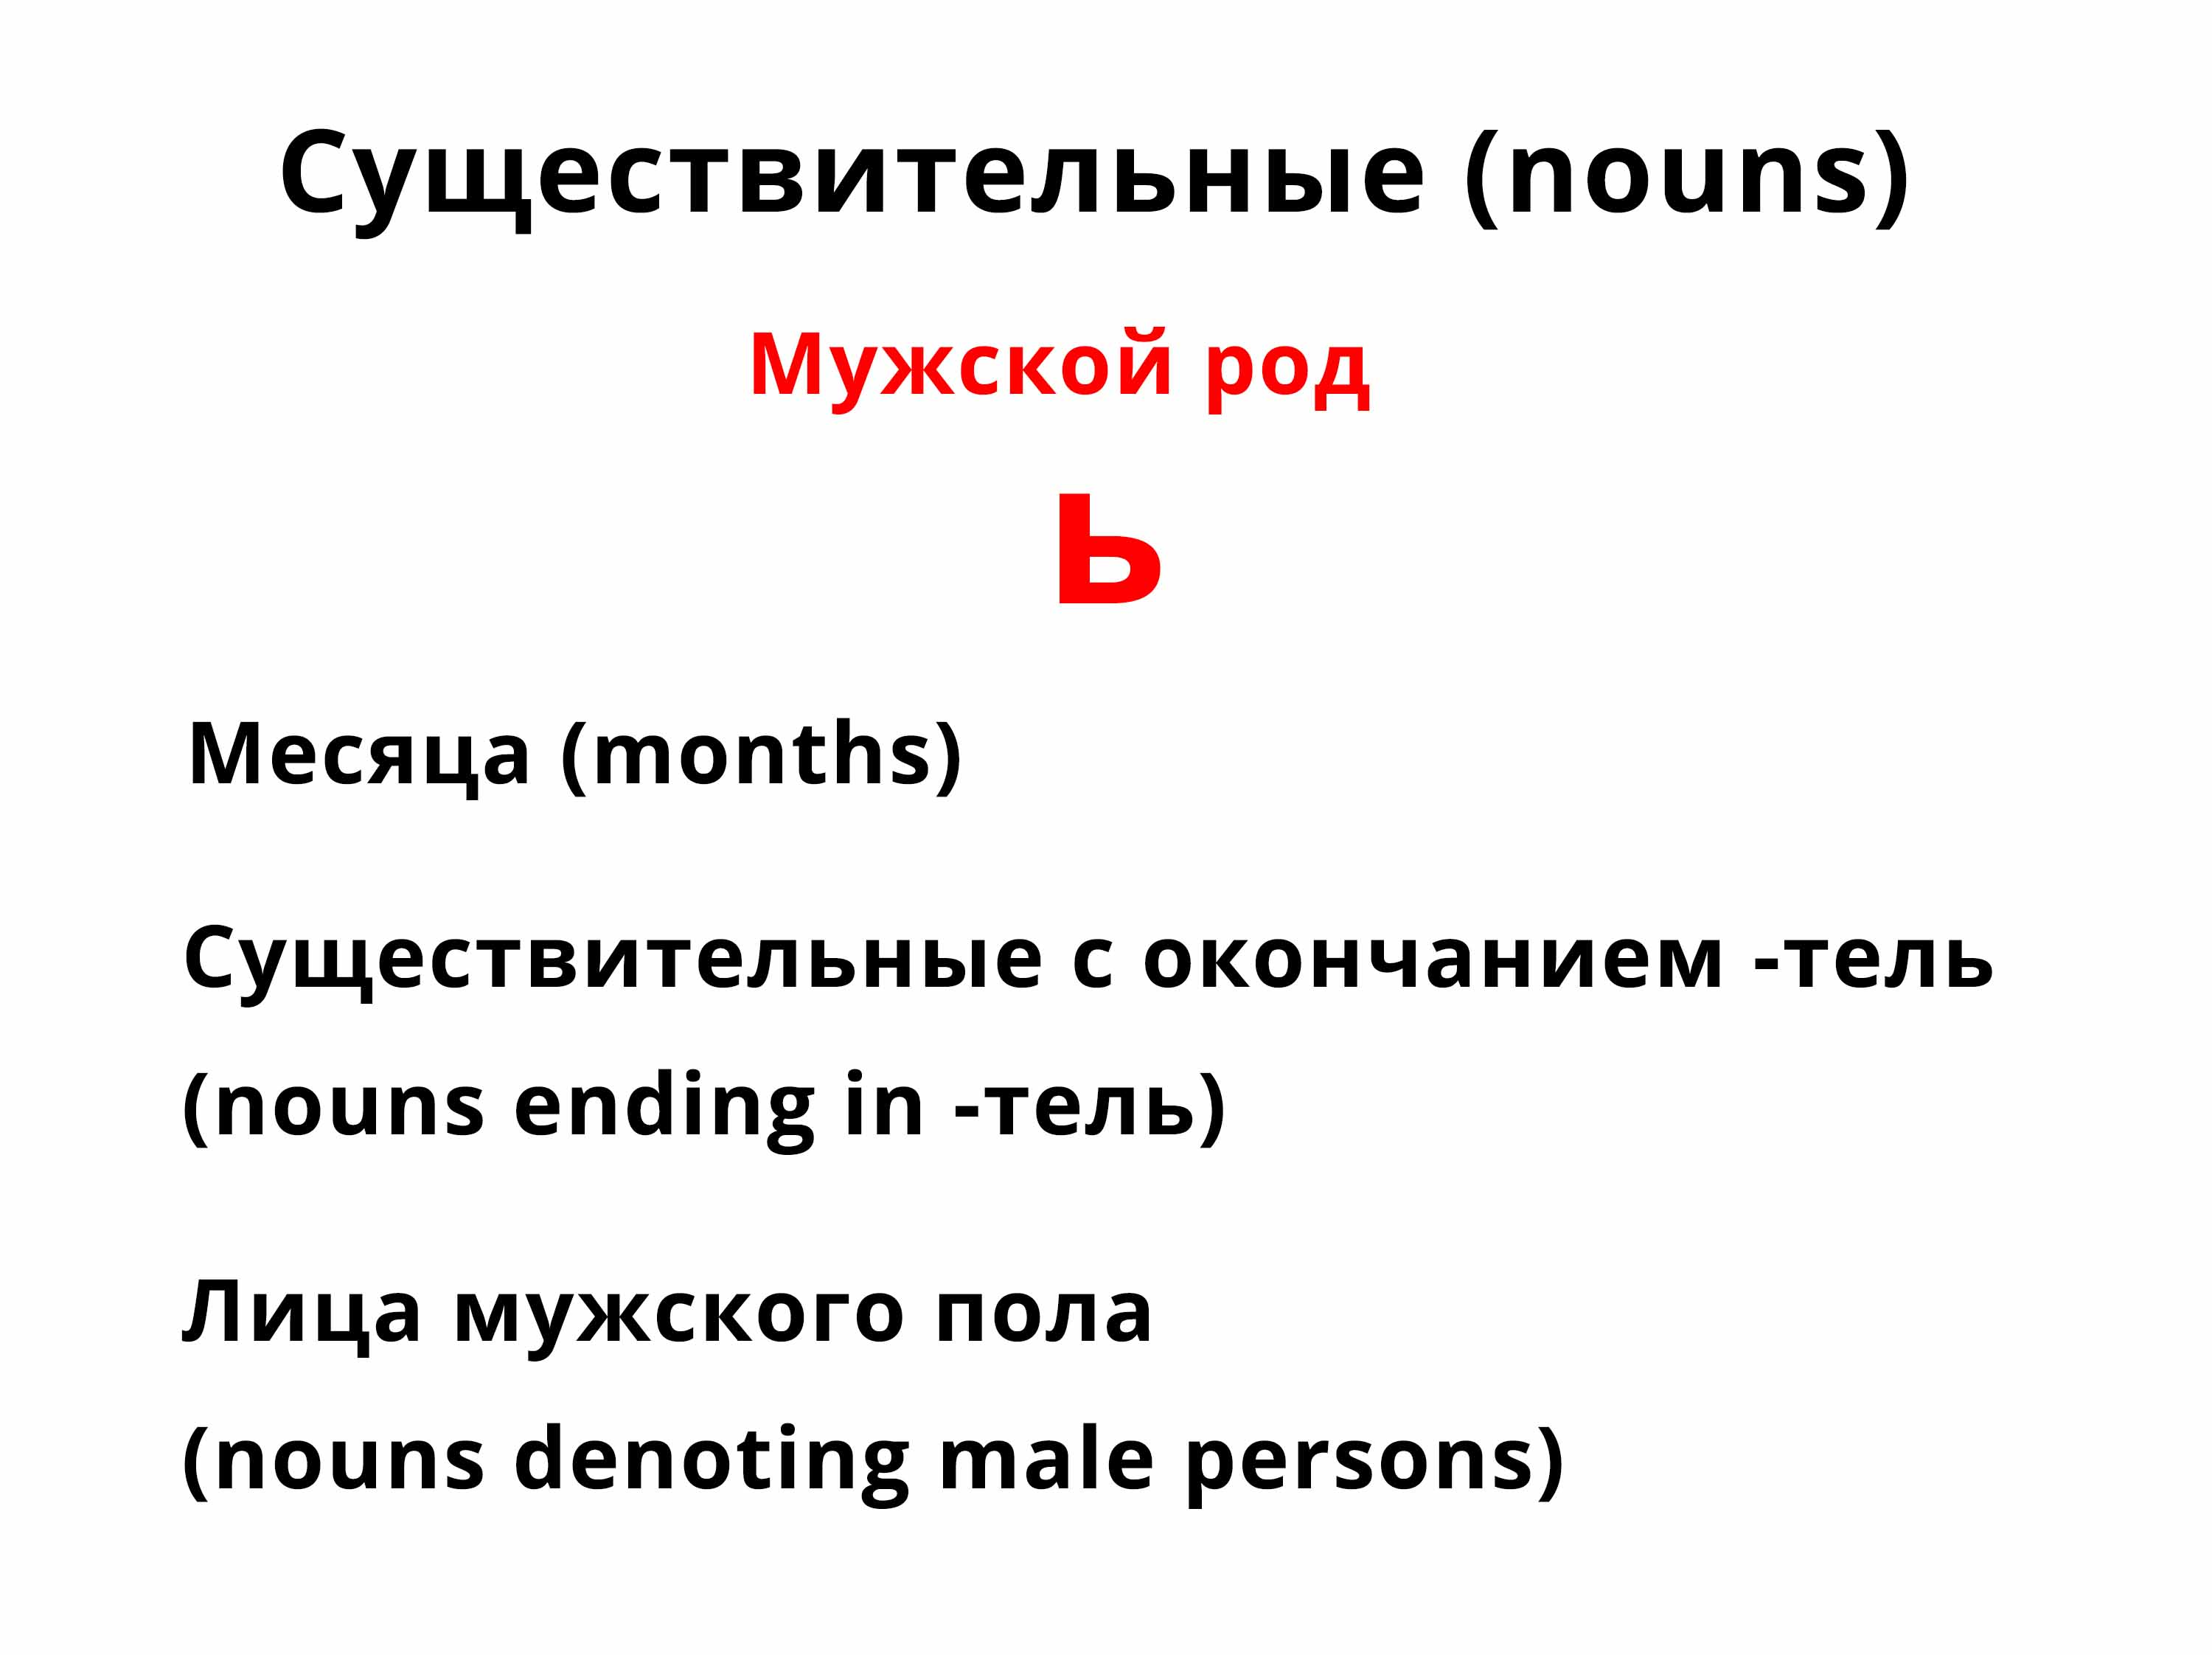 Существительные (nouns)
Мужской род
ь
Месяца (months)
Существительные с окончанием -тель
(nouns ending in -тель)
Лица мужского пола
(nouns denoting male persons)